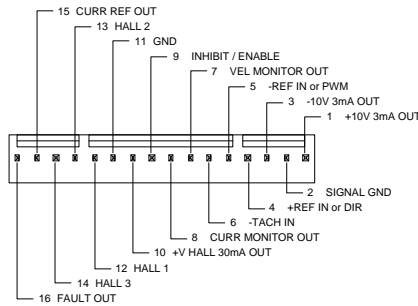 15 CURR REF OUT
13 HALL 2
11 GND
9 INHIBIT / ENABLE
7 VEL MONITOR OUT
5 -REF IN or PWM
3 -10V 3mA OUT
1 +10V 3mA OUT
2 SIGNAL GND
4 +REF IN or DIR
6 -TACH IN
8 CURR MONITOR OUT
10 +V HALL 30mA OUT
12 HALL 1
14 HALL 3
16 FAULT OUT